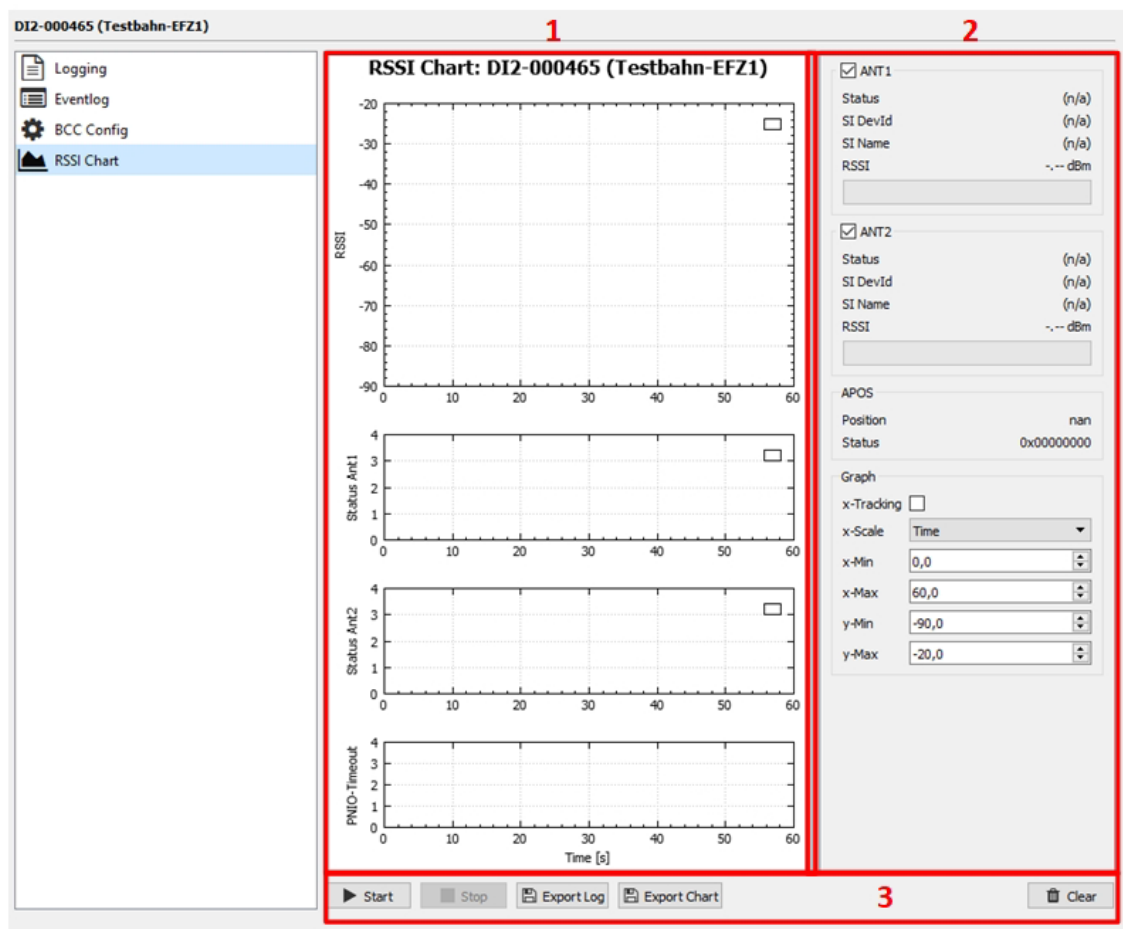 DI2-000465 (Testbahn-EFZ1)
1
2
Logging
Eventlog
BCC Config
RSSI Chart
RSSI Chart: DI2-000465 (Testbahn-EFZ1)
-20
-30
-40
-50
-60
-70
-80
-90
RSSI
0 10 20 30 40 50 60
4
3
2
1
0
Status Ant1
0 10 20 30 40 50 60
4
3
2
1
0
Status Ant2
0 10 20 30 40 50 60
4
3
2
1
0
PNIO-Timeout
0 10 20 30 40 50 60
Time [s]
ANT1
Status (n/a)
SI DevId (n/a)
SI Name (n/a)
RSSI -,-- dBm
ANT2
Status (n/a)
SI DevId (n/a)
SI Name (n/a)
RSSI -,-- dBm
APOS
Position nan
Status 0x00000000
Graph
x-Tracking
x-Scale Time
x-Min 0,0
x-Max 60,0
y-Min -90,0
y-Max -20,0
Start Stop Export Log Export Chart 3 Clear